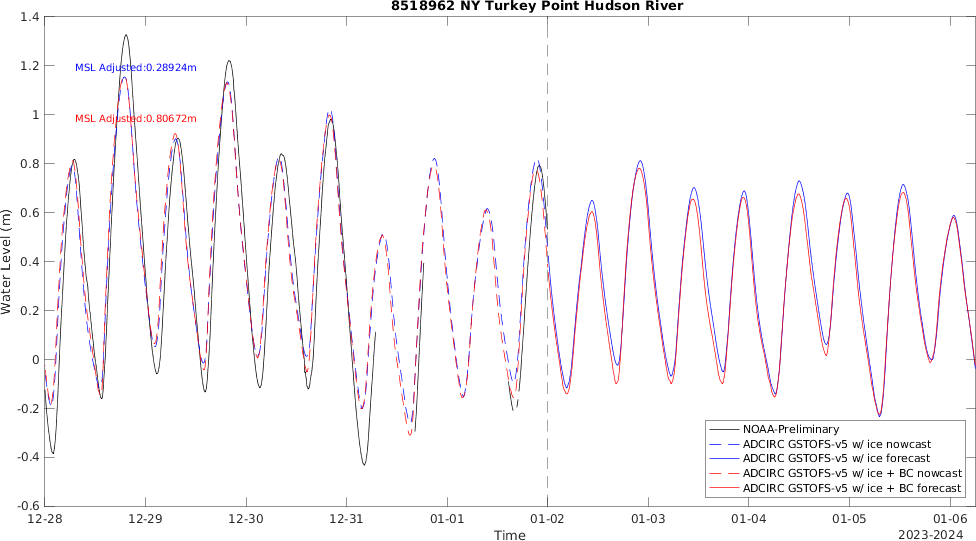 8518962 NY Turkey Point Hudson River
1.4
1.2
1
0.8
0.6
0.4
0.2
0
-0.2
-0.4
-0.6
Water Level (m)
MSL Adjusted:0.28924m
MSL Adjusted:0.80672m
NOAA-Preliminary
ADCIRC GSTOFS-v5 w/ ice nowcast
ADCIRC GSTOFS-v5 w/ ice forecast
ADCIRC GSTOFS-v5 w/ ice + BC nowcast
ADCIRC GSTOFS-v5 w/ ice + BC forecast
12-28 12-29 12-30 12-31 01-01 01-02 01-03 01-04 01-05 01-06
Time
2023-2024